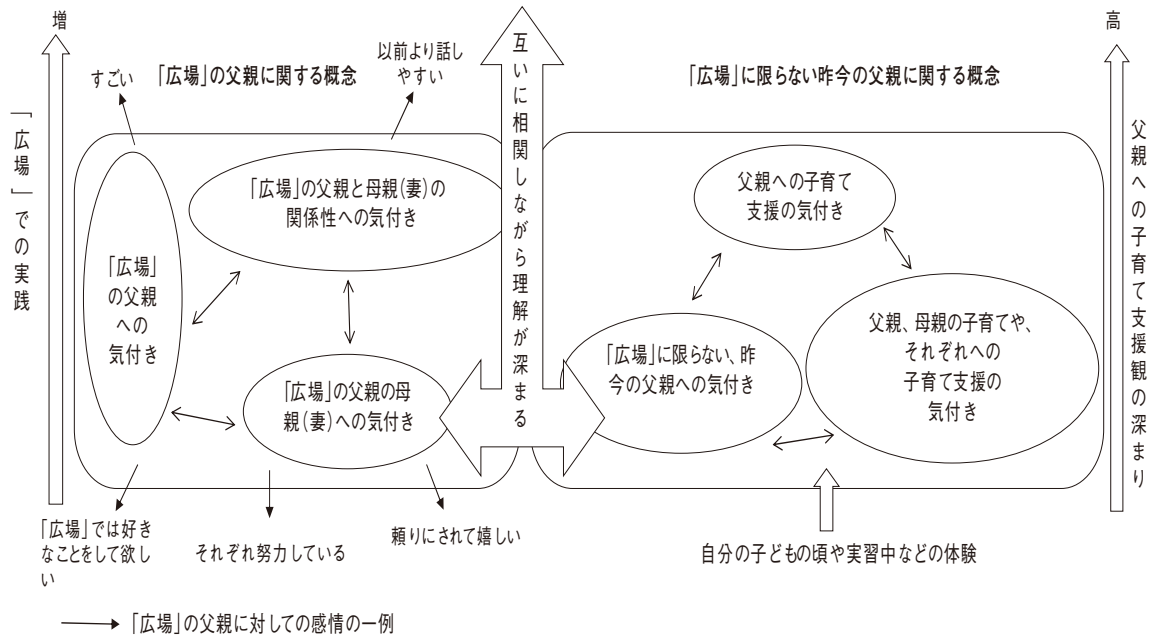 増
高
「広場」での実践
すごい
「広場」の父親に関する概念
以前より話し
やすい
互いに相関しながら理解が深まる
「広場」に限らない昨今の父親に関する概念
父親への子育て支援観の深まり
「広場」の父親と母親(妻)の
関係性への気付き
「広場」
の父親
への
気付き
「広場」の父親の母
親(妻)への気付き
父親への子育て
支援の気付き
「広場」に限らない、昨
今の父親への気付き
父親、母親の子育てや、
それぞれへの
子育て支援の
気付き
「広場」では好き
なことをして欲し
い
それぞれ努力している
頼りにされて嬉しい
自分の子どもの頃や実習中などの体験
「広場」の父親に対しての感情の一例